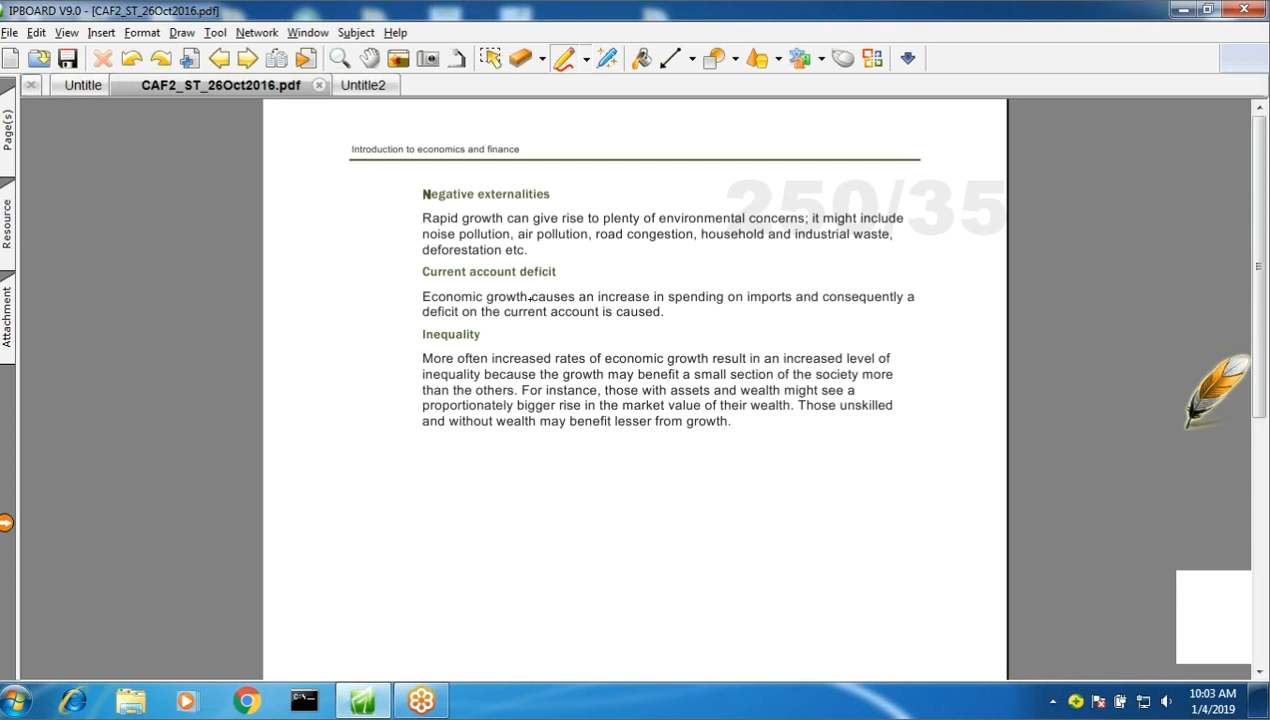 IPBOARD V9.0 - [CAF2_ST_26Oct2016.pdf]
File Edit View Insert Format Draw Tool Network Window Subject Help
Untitle CAF2_ST_26Oct2016.pdf Untitle2
Page(s)
Resource
Attachment
Introduction to economics and finance
250/35
Negative externalities
Rapid growth can give rise to plenty of environmental concerns; it might include
noise pollution, air pollution, road congestion, household and industrial waste,
deforestation etc.
Current account deficit
Economic growth causes an increase in spending on imports and consequently a
deficit on the current account is caused.
Inequality
More often increased rates of economic growth result in an increased level of
inequality because the growth may benefit a small section of the society more
than the others. For instance, those with assets and wealth might see a
proportionately bigger rise in the market value of their wealth. Those unskilled
and without wealth may benefit lesser from growth.
10:03 AM
1/4/2019